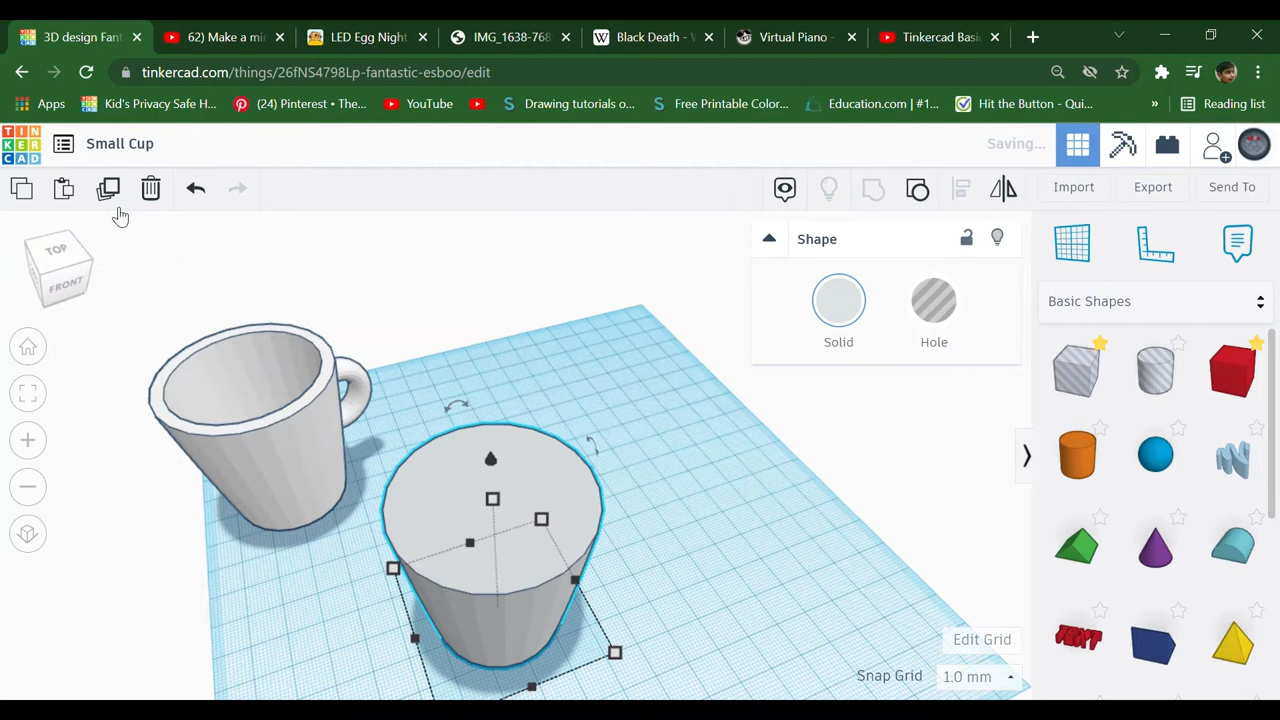 3D design Fant
62) Make a mi
LED Egg Night
IMG_1638-768
Black Death - W
Virtual Piano -
Tinkercad Basi
tinkercad.com/things/26fNS4798Lp-fantastic-esboo/edit
Apps
Kid's Privacy Safe H...
(24) Pinterest • The...
YouTube
Drawing tutorials o...
Free Printable Color...
Education.com | #1...
Hit the Button - Qui...
»
Reading list
TIN
KER
CAD
Small Cup
Saving...
Import
Export
Send To
TOP
FRONT
Shape
Solid
Hole
Basic Shapes
TEXT
Edit Grid
Snap Grid
1.0 mm